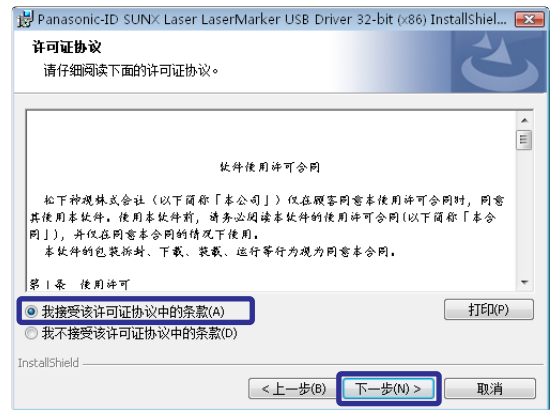 Panasonic-ID SUNX Laser LaserMarker USB Driver 32-bit (x86) InstallShiel...
许可证协议
请仔细阅读下面的许可证协议。
软件使用许可合同
松下神视株式会社（以下简称「本公司」）仅在顾客同意本使用许可合同时，同意
其使用本软件。使用本软件前，请务必阅读本软件的使用许可合同(以下简称「本合
同」)，并仅在同意本合同的情况下使用。
本软件的包装拆封、下载、装载、运行等行为视为同意本合同。
第1条 使用许可
我接受该许可证协议中的条款(A)
打印(P)
我不接受该许可证协议中的条款(D)
InstallShield
<上一步(B)
下一步(N) >
取消